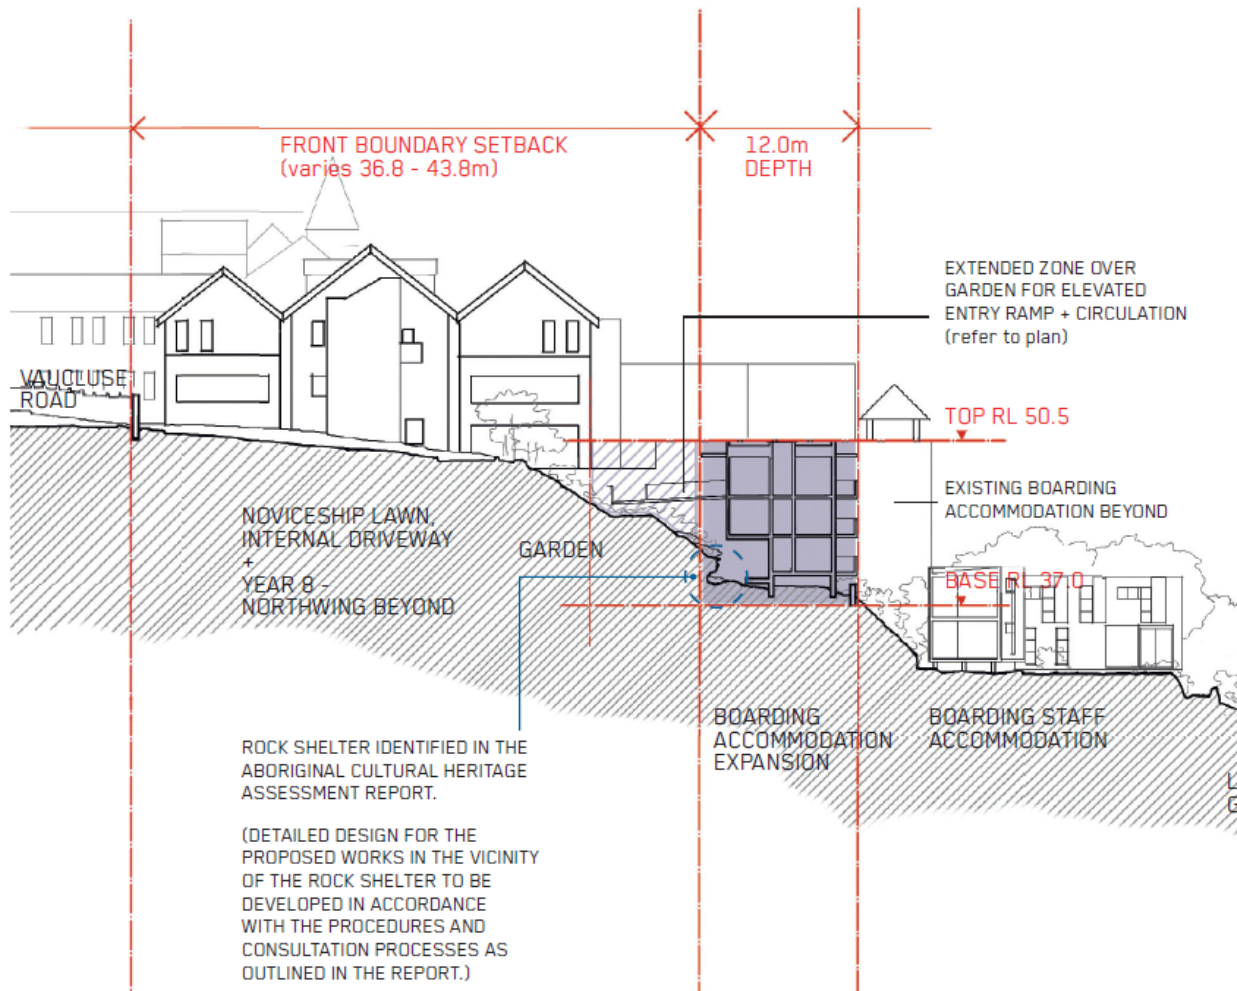 FRONT BOUNDARY SETBACK
(varies 36.8 - 43.8m)
12.0m
DEPTH
EXTENDED ZONE OVER
GARDEN FOR ELEVATED
ENTRY RAMP + CIRCULATION
(refer to plan)
VAUCLUSE
ROAD
TOP RL 50.5
EXISTING BOARDING
ACCOMMODATION BEYOND
NOVICESHIP LAWN,
INTERNAL DRIVEWAY
+
YEAR 8 -
NORTHWING BEYOND
GARDEN
BASE RL 37.0
BOARDING
ACCOMMODATION
EXPANSION
BOARDING STAFF
ACCOMMODATION
ROCK SHELTER IDENTIFIED IN THE
ABORIGINAL CULTURAL HERITAGE
ASSESSMENT REPORT.
(DETAILED DESIGN FOR THE
PROPOSED WORKS IN THE VICINITY
OF THE ROCK SHELTER TO BE
DEVELOPED IN ACCORDANCE
WITH THE PROCEDURES AND
CONSULTATION PROCESSES AS
OUTLINED IN THE REPORT.)